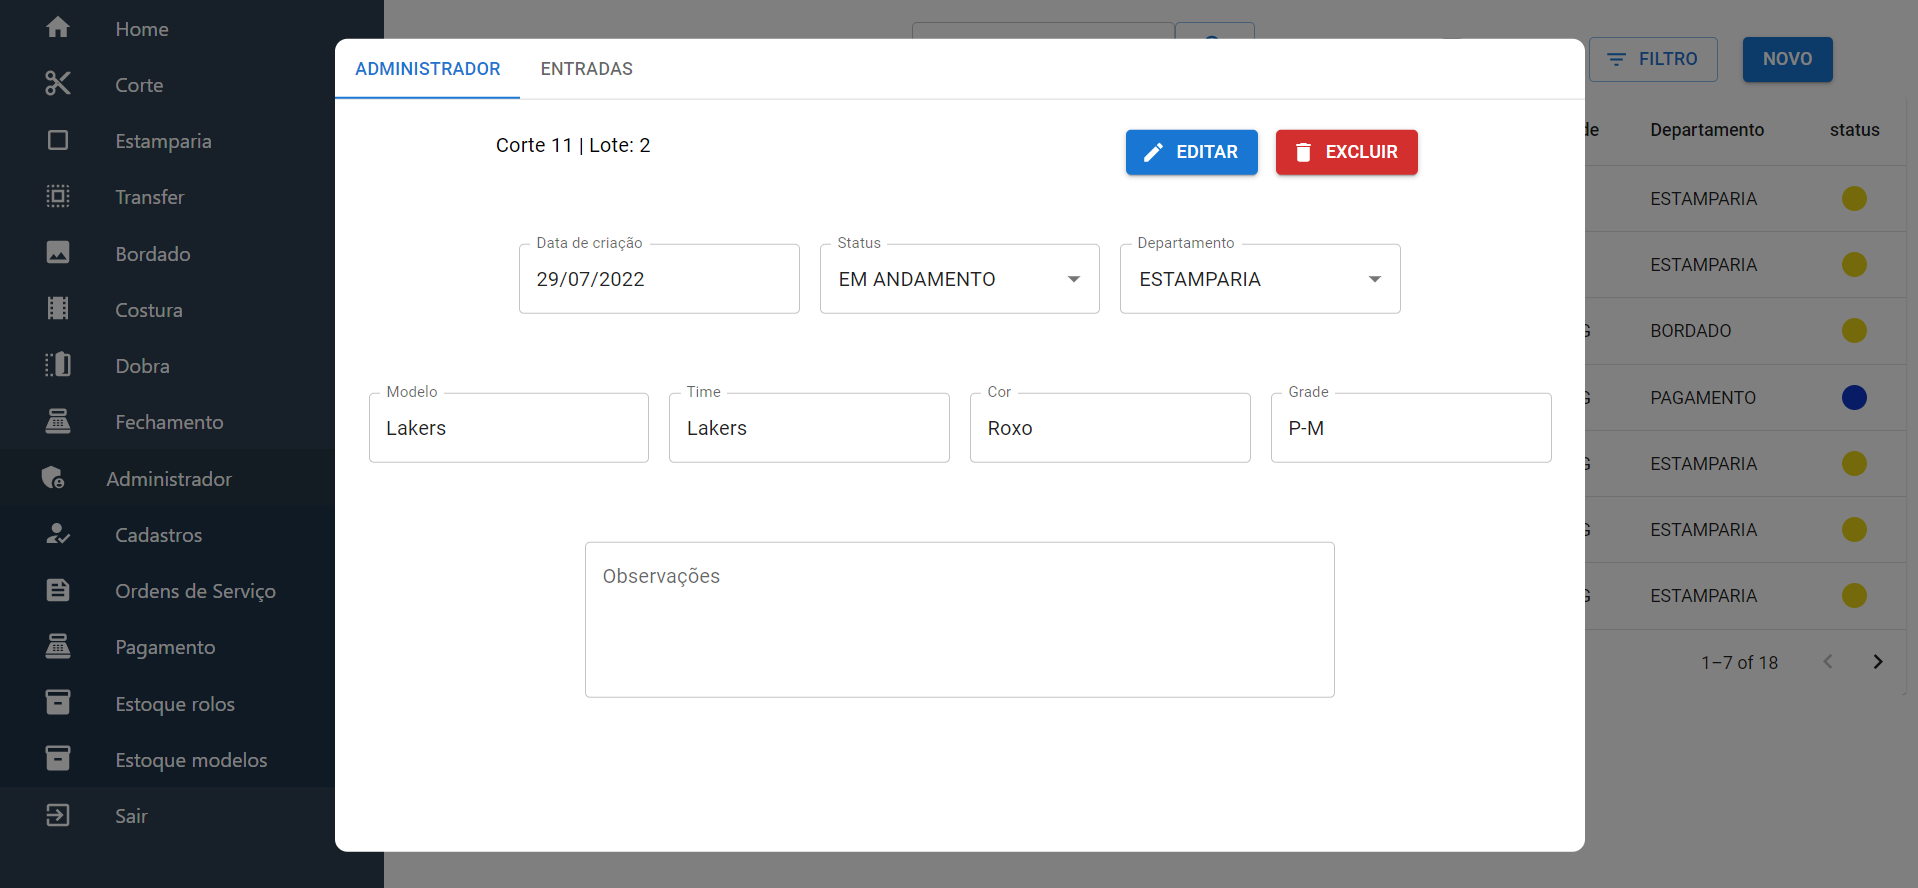 Home
Corte
Estamparia
Transfer
Bordado
Costura
Dobra
Fechamento
Administrador
Cadastros
Ordens de Serviço
Pagamento
Estoque rolos
Estoque modelos
Sair
ADMINISTRADOR ENTRADAS
Corte 11 | Lote: 2
EDITAR EXCLUIR
Data de criação Status Departamento
29/07/2022 EM ANDAMENTO ESTAMPARIA
Modelo Time Cor Grade
Lakers Lakers Roxo P-M
Observações
FILTRO NOVO
de Departamento status
ESTAMPARIA
ESTAMPARIA
G BORDADO
G PAGAMENTO
G ESTAMPARIA
G ESTAMPARIA
G ESTAMPARIA
1–7 of 18